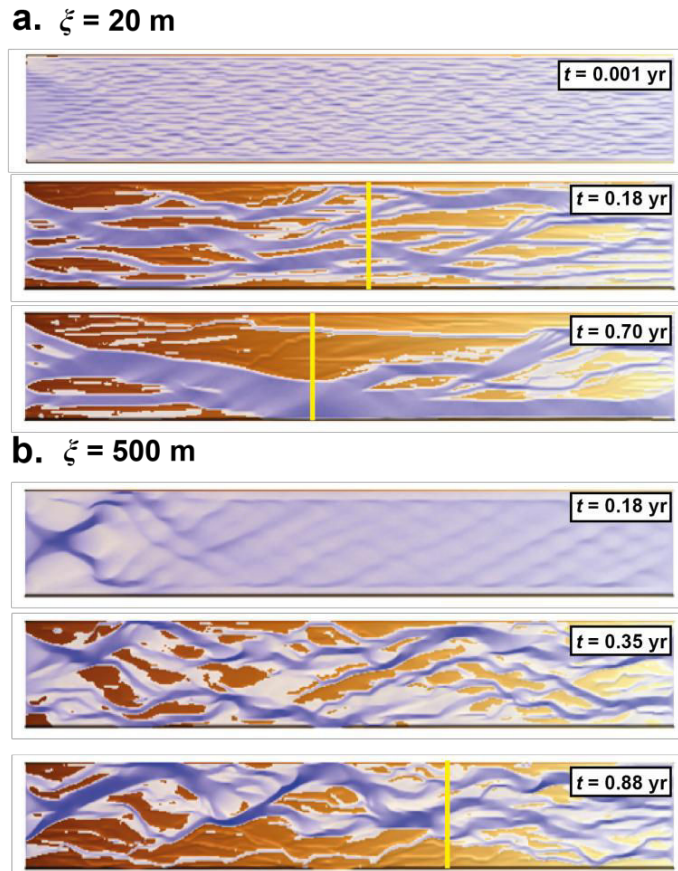 a. ξ = 20 m
t = 0.001 yr
t = 0.18 yr
t = 0.70 yr
b. ξ = 500 m
t = 0.18 yr
t = 0.35 yr
t = 0.88 yr